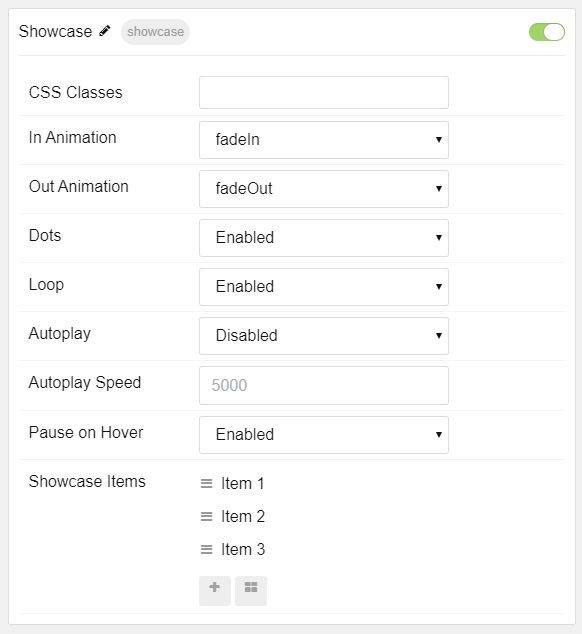 Showcase showcase
CSS Classes
In Animation fadeIn
Out Animation fadeOut
Dots Enabled
Loop Enabled
Autoplay Disabled
Autoplay Speed 5000
Pause on Hover Enabled
Showcase Items Item 1
Item 2
Item 3